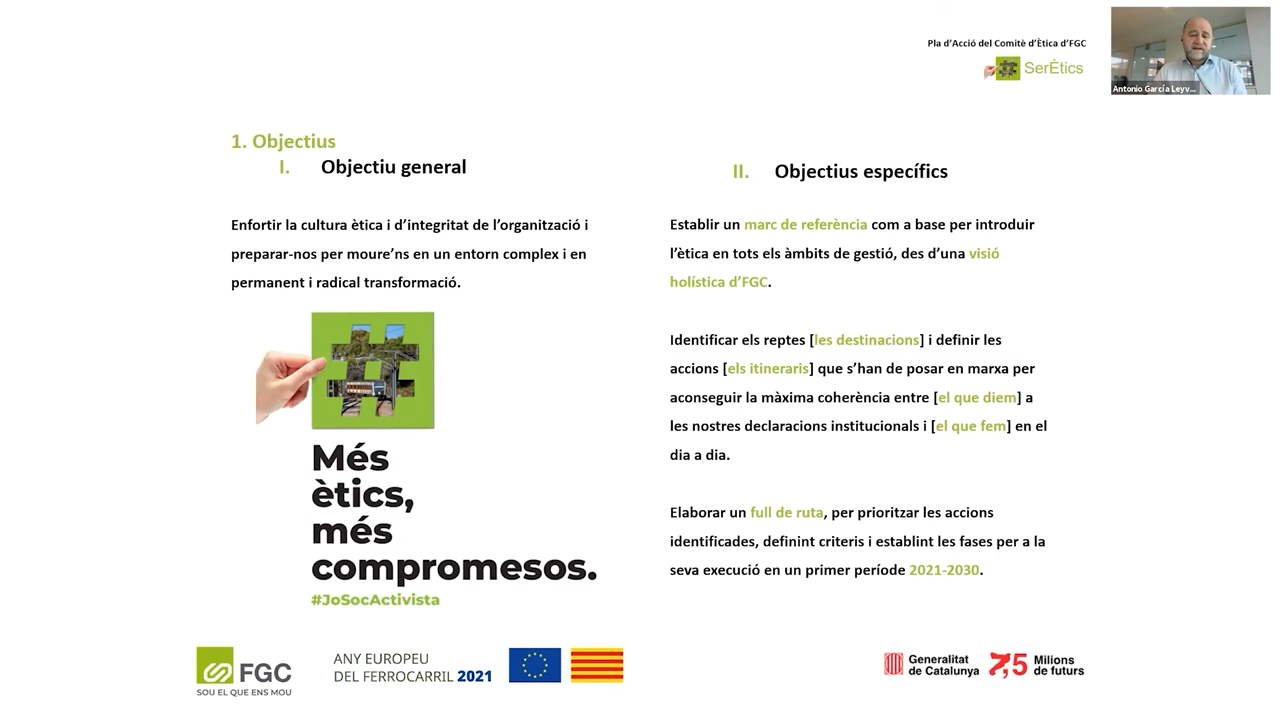 Pla d'Acció del Comitè d'Ètica d'FGC
# SerÈtics
Antonio García Leyv...
1. Objectius
I. Objectiu general
Enfortir la cultura ètica i d'integritat de l'organització i
preparar-nos per moure'ns en un entorn complex i en
permanent i radical transformació.
#
Més
ètics,
més
compromesos.
#JoSocActivista
II. Objectius específics
Establir un marc de referència com a base per introduir
l'ètica en tots els àmbits de gestió, des d'una visió
holística d'FGC.
Identificar els reptes [les destinacions] i definir les
accions [els itineraris] que s'han de posar en marxa per
aconseguir la màxima coherència entre [el que diem] a
les nostres declaracions institucionals i [el que fem] en el
dia a dia.
Elaborar un full de ruta, per prioritzar les accions
identificades, definint criteris i establint les fases per a la
seva execució en un primer període 2021-2030.
FGC
SOU EL QUE ENS MOU
ANY EUROPEU
DEL FERROCARRIL 2021
Generalitat
de Catalunya
7,5 Milions
de futurs